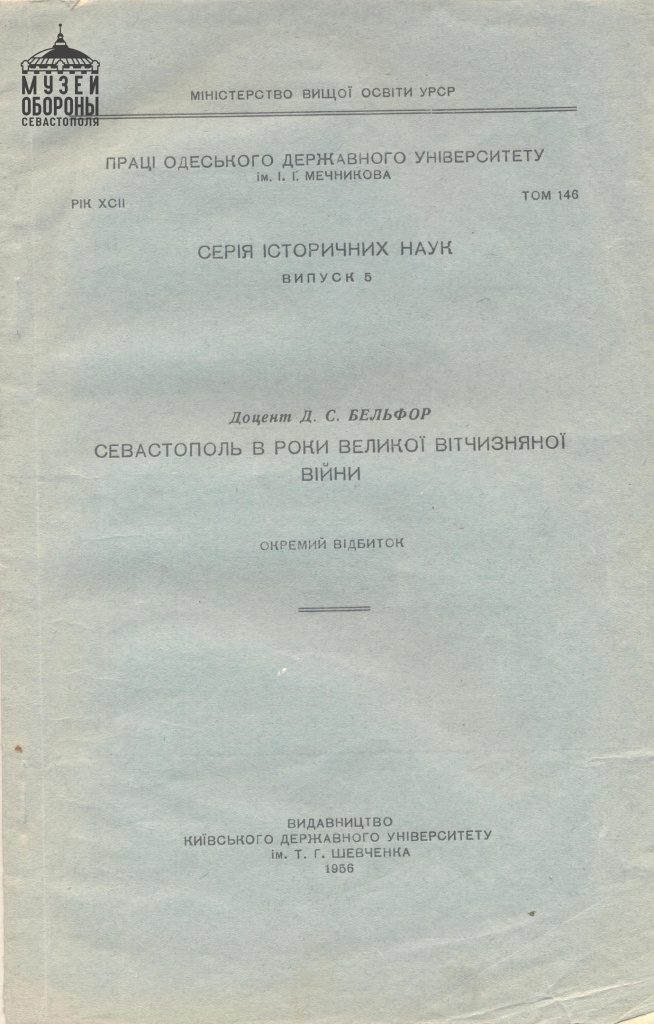 МУЗЕЙ
ОБОРОНЫ
СЕВАСТОПОЛЯ
МІНІСТЕРСТВО ВИЩОЇ ОСВІТИ УРСР
ПРАЦІ ОДЕСЬКОГО ДЕРЖАВНОГО УНІВЕРСИТЕТУ
ім. І. І. МЕЧНИКОВА
РІК XCII
ТОМ 146
СЕРІЯ ІСТОРИЧНИХ НАУК
ВИПУСК 5
Доцент Д. С. БЕЛЬФОР
СЕВАСТОПОЛЬ В РОКИ ВЕЛИКОЇ ВІТЧИЗНЯНОЇ
ВІЙНИ
ОКРЕМИЙ ВІДБИТОК
ВИДАВНИЦТВО
КИЇВСЬКОГО ДЕРЖАВНОГО УНІВЕРСИТЕТУ
ім. Т. Г. ШЕВЧЕНКА
1956